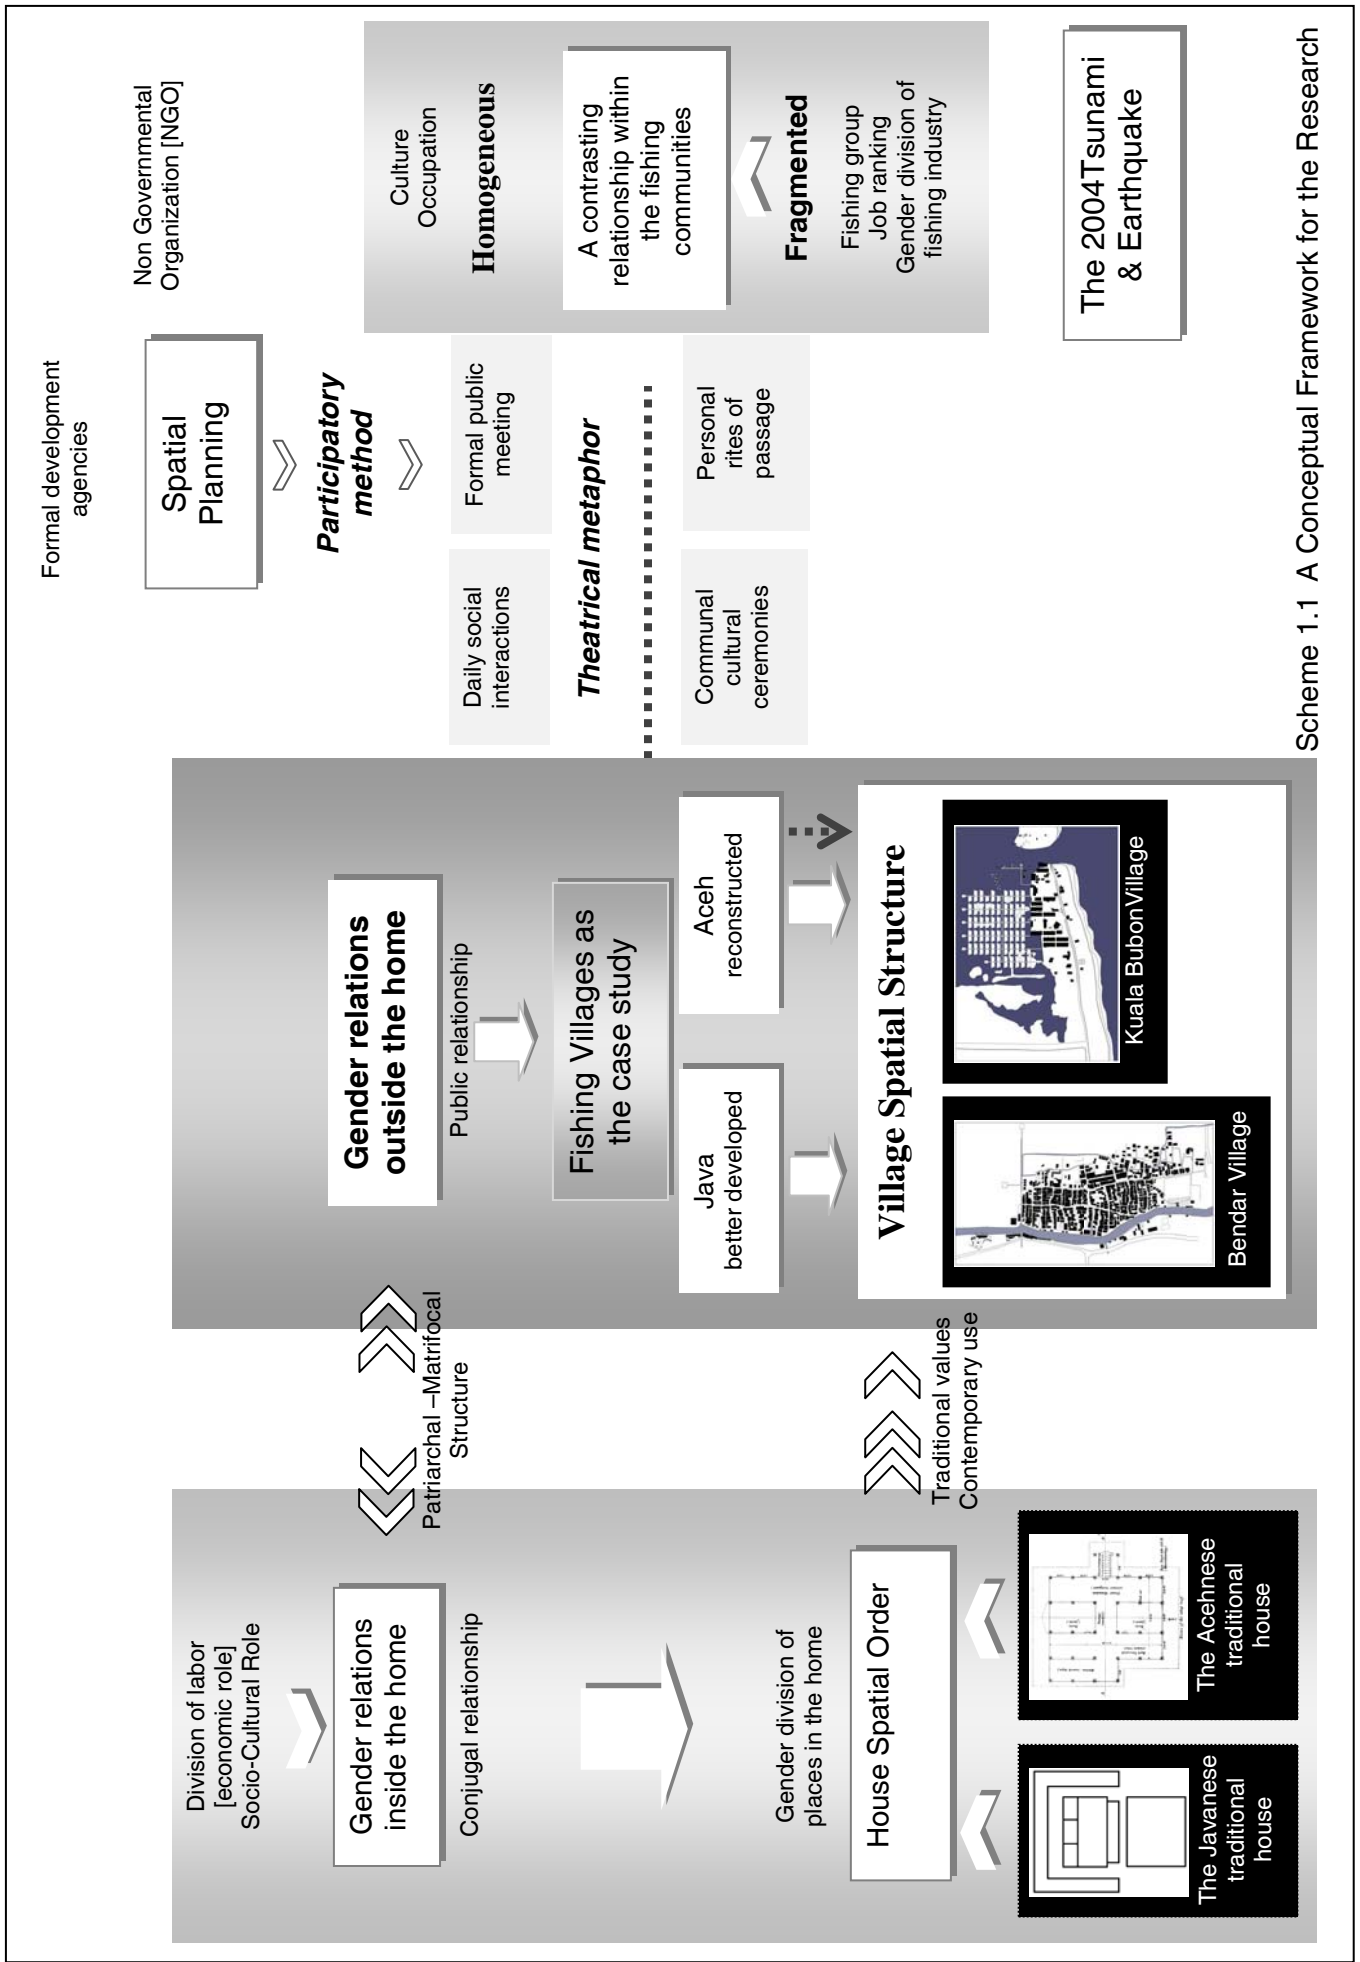 Division of labor
[economic role]
Socio-Cultural Role
Gender relations
inside the home
Conjugal relationship
Gender division of
places in the home
House Spatial Order
The Javanese
traditional
house
The Acehnese
traditional
house
Patriarchal –Matrifocal
Structure
Traditional values
Contemporary use
Gender relations
outside the home
Public relationship
Fishing Villages as
the case study
Java
better developed
Aceh
reconstructed
Village Spatial Structure
Bendar Village
Kuala BubonVillage
Formal development
agencies
Non Governmental
Organization [NGO]
Spatial
Planning
Participatory
method
Daily social
interactions
Formal public
meeting
Theatrical metaphor
Communal
cultural
ceremonies
Personal
rites of
passage
Culture
Occupation
Homogeneous
A contrasting
relationship within
the fishing
communities
Fragmented
Fishing group
Job ranking
Gender division of
fishing industry
The 2004Tsunami
& Earthquake
Scheme 1.1 A Conceptual Framework for the Research